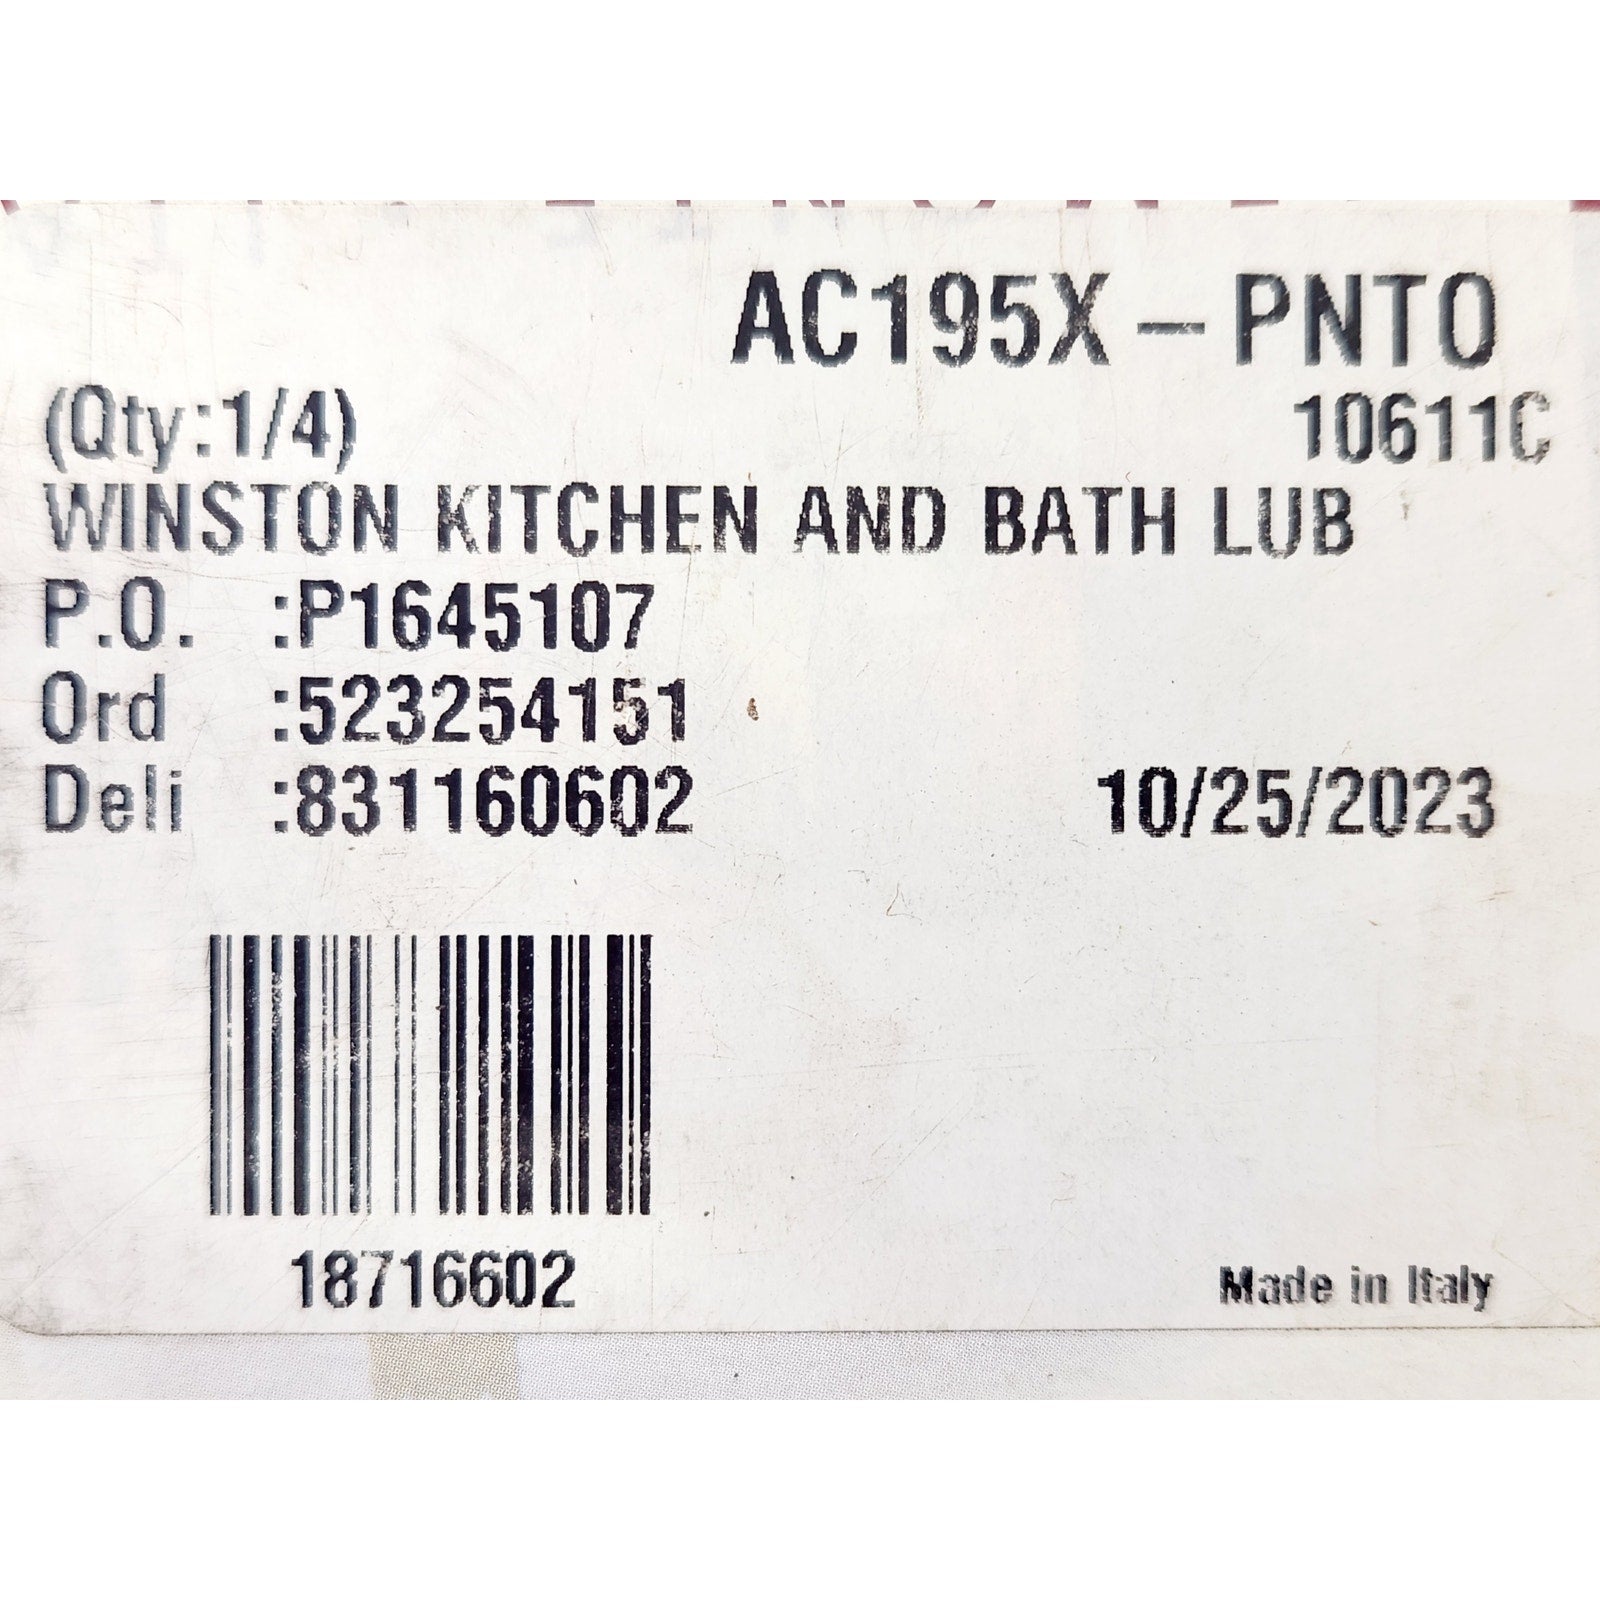 AC195X-PNTO
(Qty:1/4)
10611C
WINSTON KITCHEN AND BATH LUB
P.O. :P1645107
Ord :523254151
Deli :831160602
10/25/2023
18716602
Made in Italy